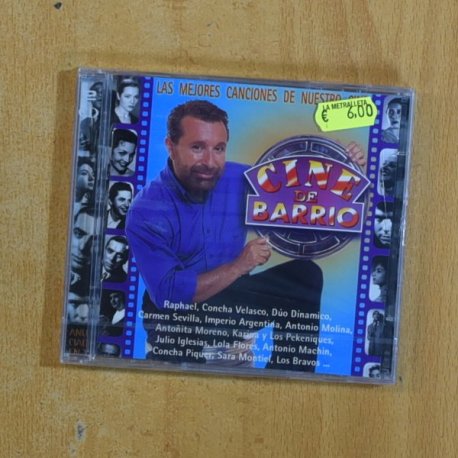 LAS MEJORES CANCIONES DE NUESTRO
LA METRALLETA
€ 6,00
CINE
DE
BARRIO
Raphael, Concha Velasco, Dúo Dinamico,
Carmen Sevilla, Imperio Argentina, Antonio Molina,
Antoñita Moreno, Karina y Los Pekeniques,
Julio Iglesias, Lola Flores, Antonio Machin,
Concha Piquer, Sara Montiel, Los Bravos ...